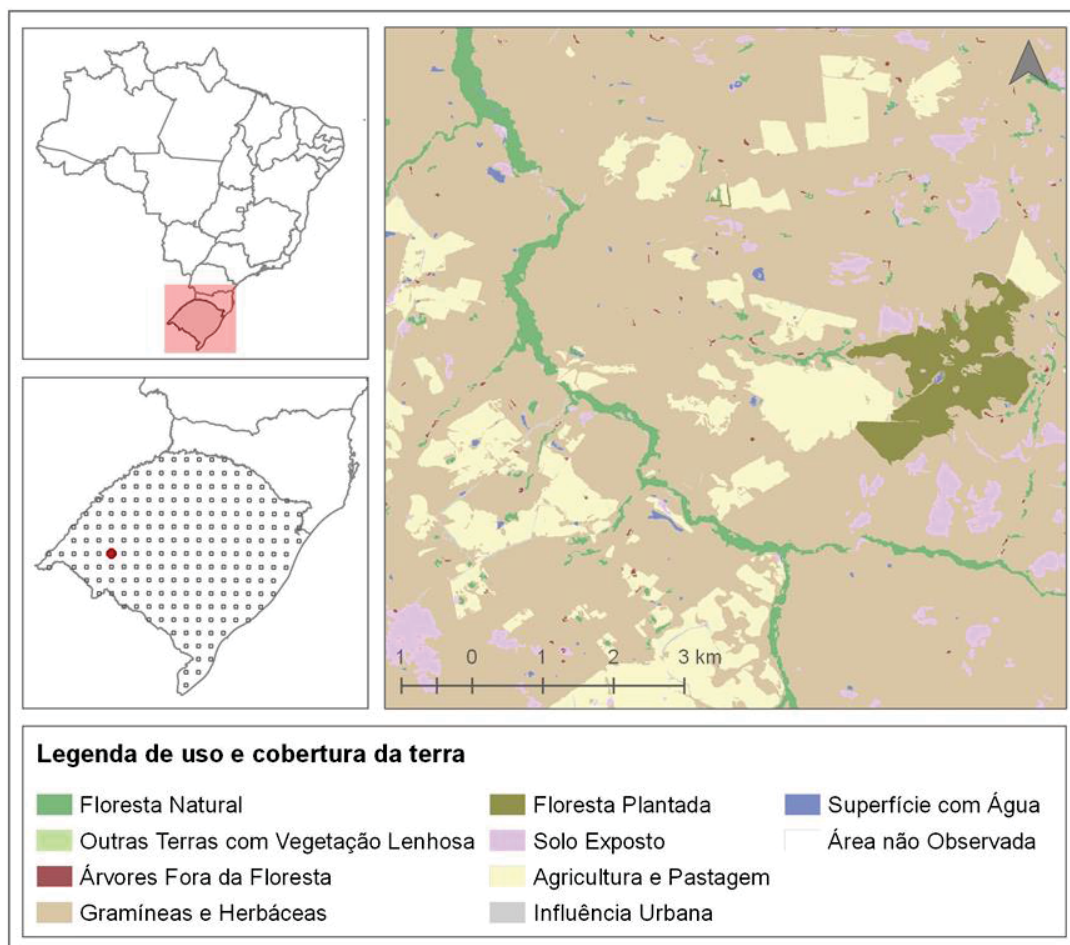 1 0 1 2 3 km
Legenda de uso e cobertura da terra
Floresta Natural
Outras Terras com Vegetação Lenhosa
Árvores Fora da Floresta
Gramíneas e Herbáceas
Floresta Plantada
Solo Exposto
Agricultura e Pastagem
Influência Urbana
Superfície com Água
Área não Observada